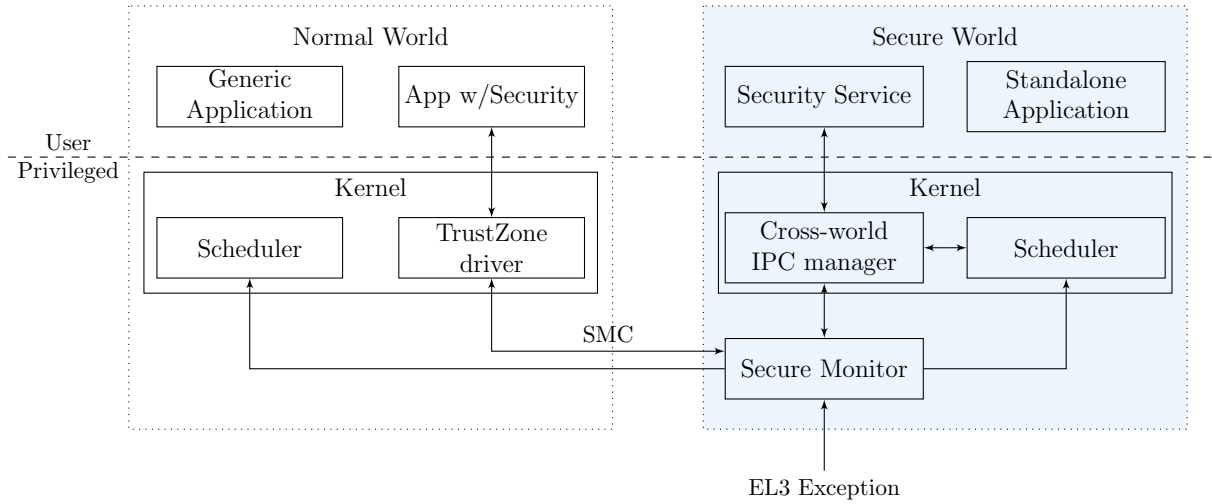 Normal World
Secure World
Generic
Application
App w/Security
Security Service
Standalone
Application
User
Privileged
Kernel
Kernel
Scheduler
TrustZone
driver
Cross-world
IPC manager
Scheduler
SMC
Secure Monitor
EL3 Exception